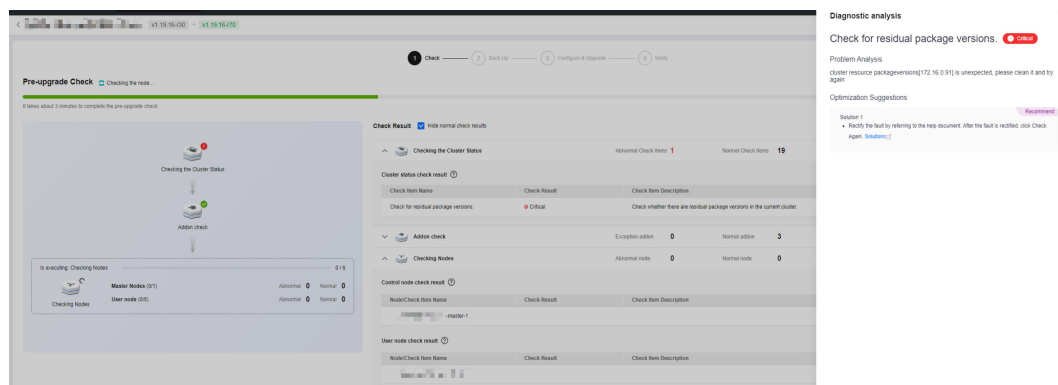 v1.19.16-r30 → v1.19.16-r70
1 Check 2 Back Up 3 Configure & Upgrade 4 Verify
Pre-upgrade Check Checking the node...
It takes about 3 minutes to complete the pre-upgrade check.
Checking the Cluster Status
Addon check
Is executing: Checking Nodes 0 / 6
Checking Nodes
Master Nodes (0/1) Abnormal 0 Normal 0
User node (0/5) Abnormal 0 Normal 0
Check Result Hide normal check results
Checking the Cluster Status Abnormal Check Items 1 Normal Check Items 19
Cluster status check result
Check Item Name Check Result Check Item Description
Check for residual package versions. Critical Check whether there are residual package versions in the current cluster.
Addon check Exception addon 0 Normal addon 3
Checking Nodes Abnormal node 0 Normal node 0
Control node check result
Node/Check Item Name Check Result Check Item Description
-master-1
User node check result
Node/Check Item Name Check Result Check Item Description
Diagnostic analysis
Check for residual package versions. Critical
Problem Analysis
cluster resource packageversions[172.16.0.91] is unexpected, please clean it and try
again
Optimization Suggestions
Recommend
Solution 1
• Rectify the fault by referring to the help document. After the fault is rectified, click Check
Again. Solutions